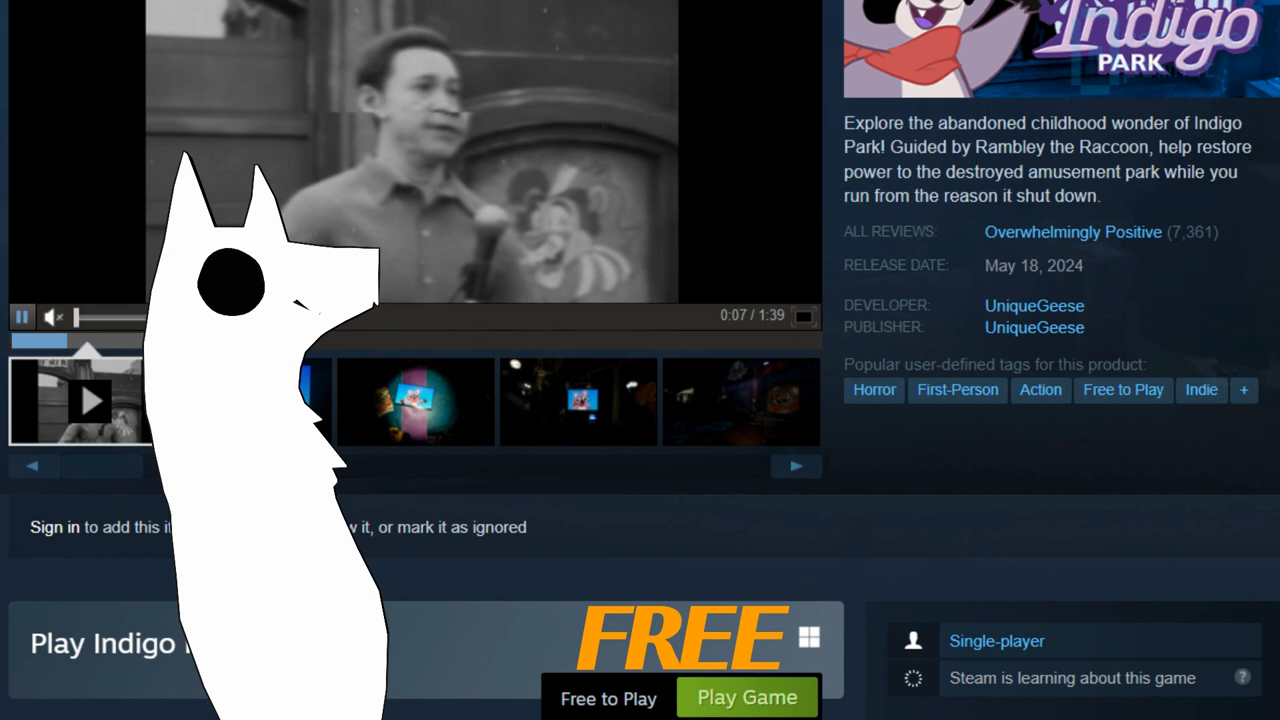 Indigo
PARK
Explore the abandoned childhood wonder of Indigo
Park! Guided by Rambley the Raccoon, help restore
power to the destroyed amusement park while you
run from the reason it shut down.
ALL REVIEWS: Overwhelmingly Positive (7,361)
RELEASE DATE: May 18, 2024
DEVELOPER: UniqueGeese
PUBLISHER: UniqueGeese
Popular user-defined tags for this product:
Horror First-Person Action Free to Play Indie +
0:07 / 1:39
Sign in to add this it, or mark it as ignored
Play Indigo
FREE
Free to Play Play Game
Single-player
Steam is learning about this game ?